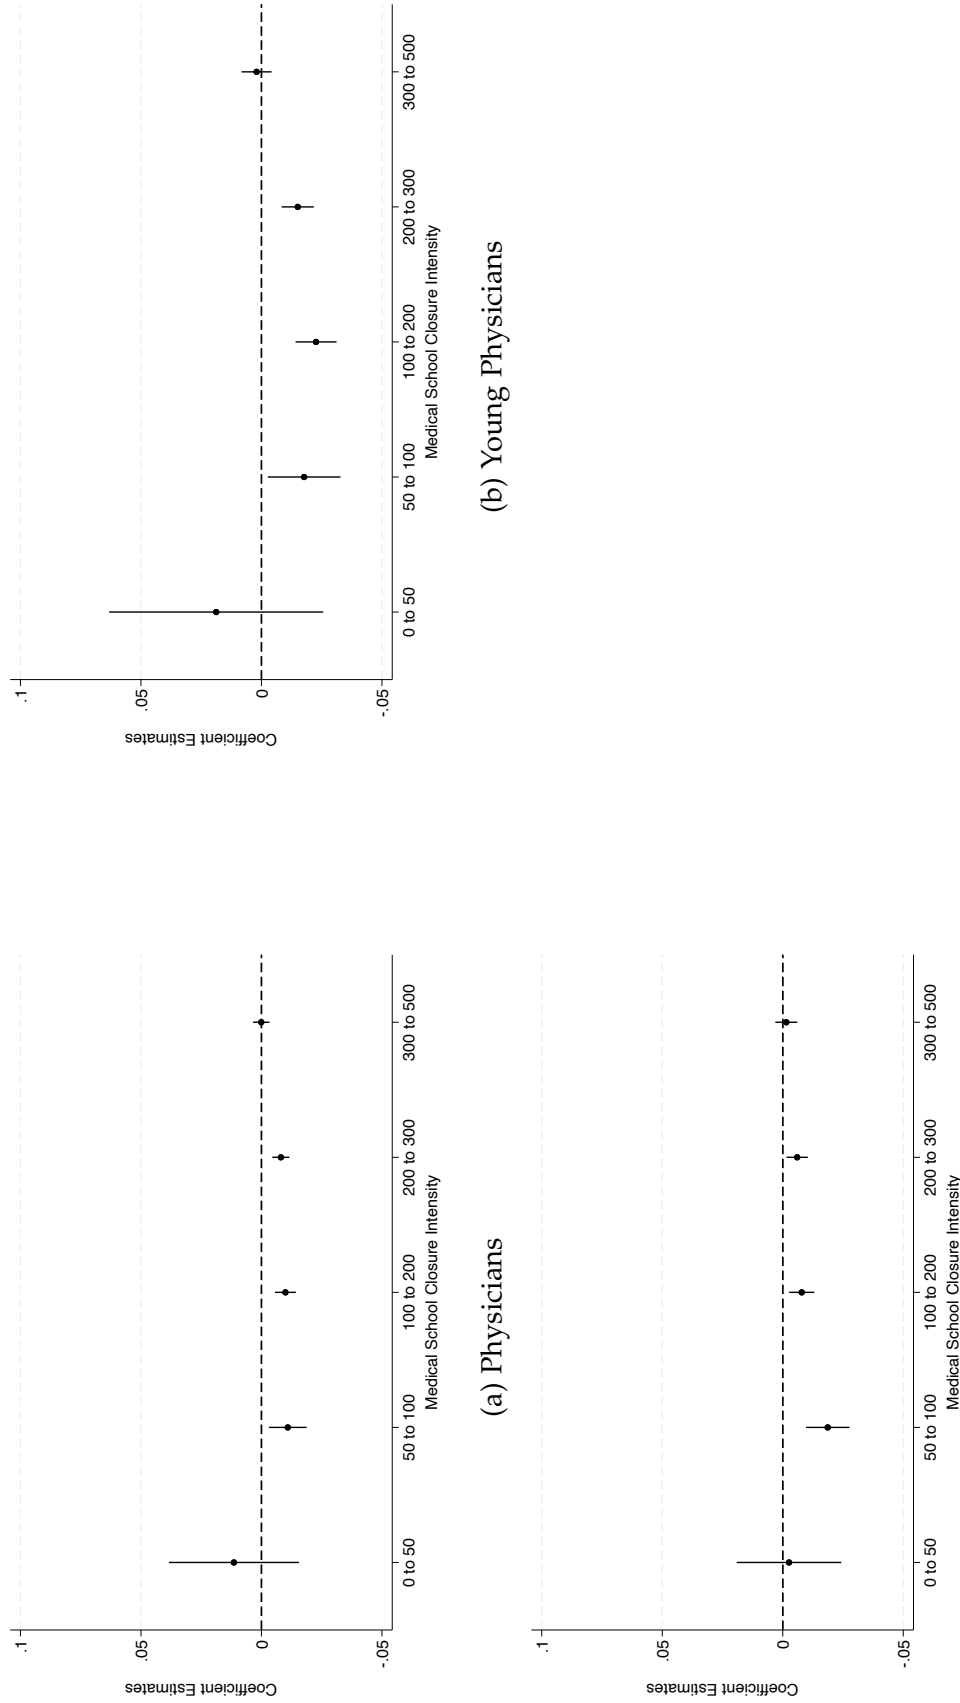 .1
.05
0
-.05
Coefficient Estimates
0 to 50
50 to 100
100 to 200
200 to 300
300 to 500
Medical School Closure Intensity
(a) Physicians
.1
.05
0
-.05
Coefficient Estimates
0 to 50
50 to 100
100 to 200
200 to 300
300 to 500
Medical School Closure Intensity
(b) Young Physicians
.1
.05
0
-.05
Coefficient Estimates
0 to 50
50 to 100
100 to 200
200 to 300
300 to 500
Medical School Closure Intensity